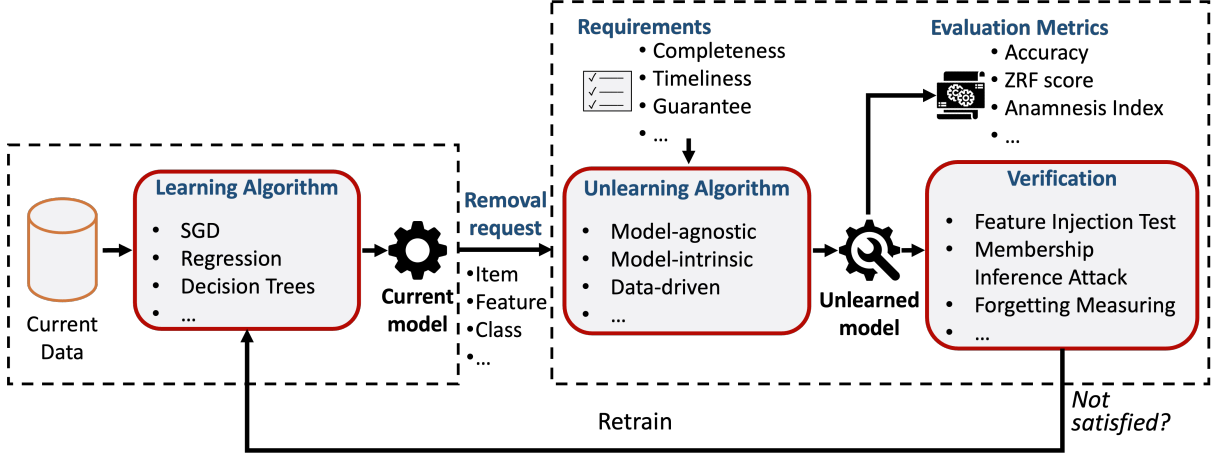 Current
Data
Learning Algorithm
• SGD
• Regression
• Decision Trees
• ...
Current
model
Removal
request
• Item
• Feature
• Class
• ...
Requirements
• Completeness
• Timeliness
• Guarantee
• ...
Unlearning Algorithm
• Model-agnostic
• Model-intrinsic
• Data-driven
• ...
Unlearned
model
Evaluation Metrics
• Accuracy
• ZRF score
• Anamnesis Index
• ...
Verification
• Feature Injection Test
• Membership
Inference Attack
• Forgetting Measuring
• ...
Not
satisfied?
Retrain